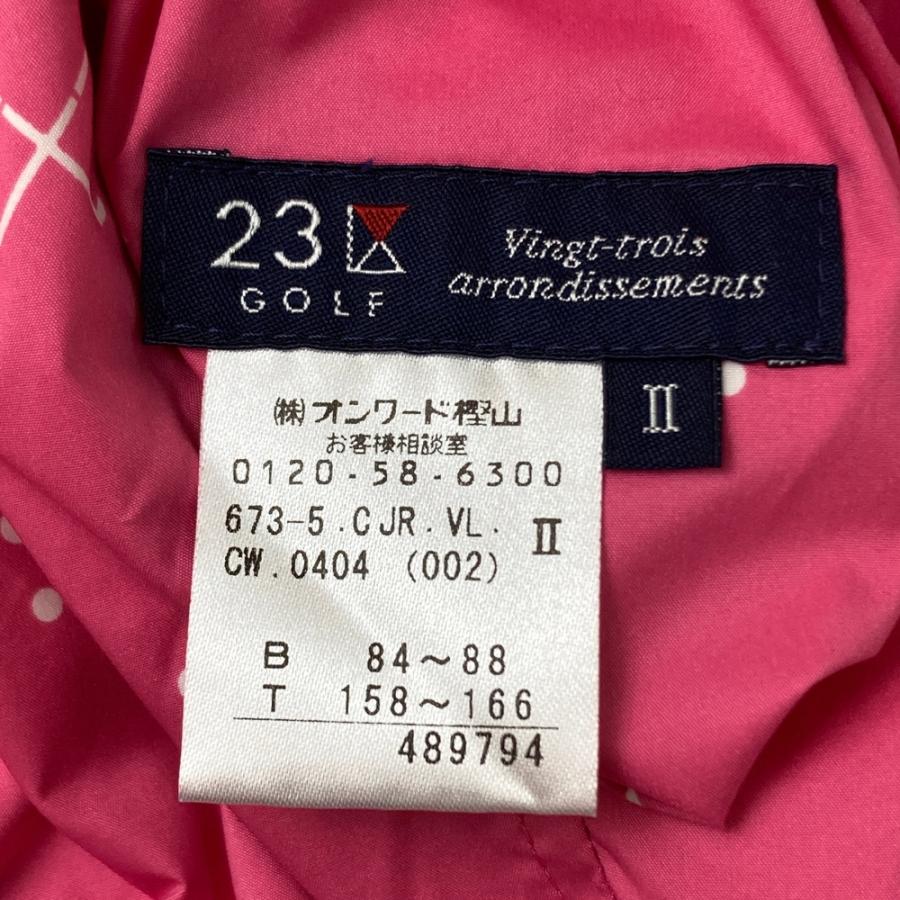 23
GOLF
Vingt-trois
arrondissements
II
(株)オンワード樫山
お客様相談室
0120-58-6300
673-5.CJR.VL. II
CW.0404 (002)
B 84~88
T 158~166
489794